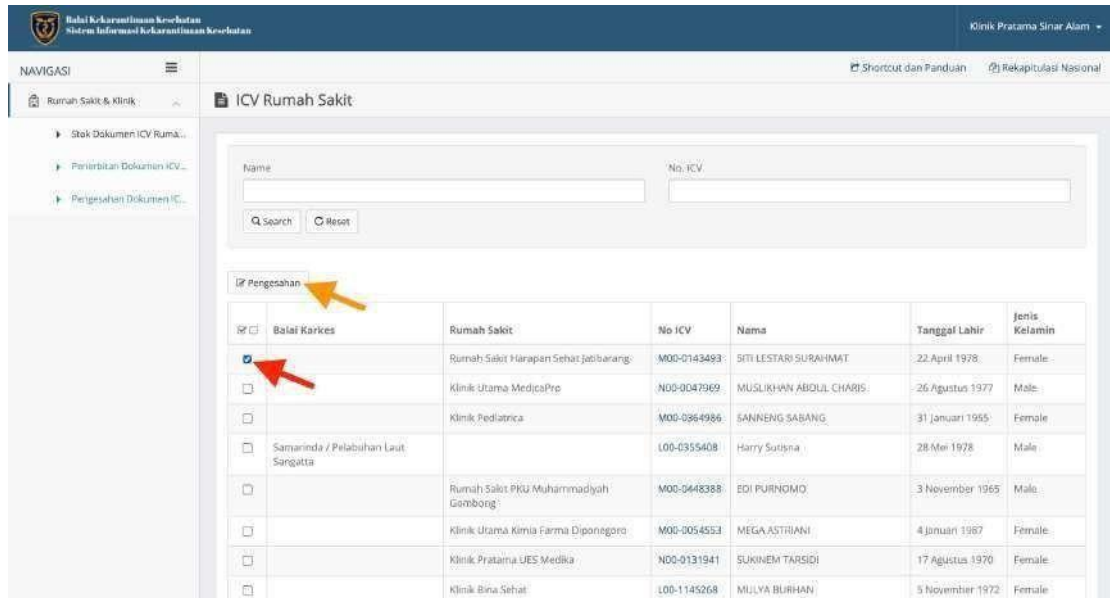 Balai Kekarantinaan Kesehatan
Sistem Informasi Kekarantinaan Kesehatan
Klinik Pratama Sinar Alam
NAVIGASI
Shortcut dan Panduan
Rekapitulasi Nasional
Rumah Sakit & Klinik
ICV Rumah Sakit
Stok Dokumen ICV Ruma...
Penerbitan Dokumen ICV...
Pengesahan Dokumen IC...
Name
No. ICV
Search
Reset
Pengesahan
Balai Karkes Rumah Sakit No ICV Nama Tanggal Lahir Jenis Kelamin
Rumah Sakit Harapan Sehat Jatibarang M00-0143493 SITI LESTARI SURAHMAT 22 April 1978 Female
Klinik Utama MedicaPro N00-0047969 MUSLIKHAN ABDUL CHARIS 26 Agustus 1977 Male
Klinik Pediatrica M00-0364986 SANNENG SABANG 31 Januari 1955 Female
Samarinda / Pelabuhan Laut Sangatta L00-0355408 Harry Sutisna 28 Mei 1978 Male
Rumah Sakit PKU Muhammadiyah Gombong M00-0448388 EDI PURNOMO 3 November 1965 Male
Klinik Utama Kimia Farma Diponegoro M00-0054553 MEGA ASTRIANI 4 Januari 1987 Female
Klinik Pratama UES Medika N00-0131941 SUKINEM TARSIDI 17 Agustus 1970 Female
Klinik Bina Sehat L00-1145268 MULYA BURHAN 5 November 1972 Female